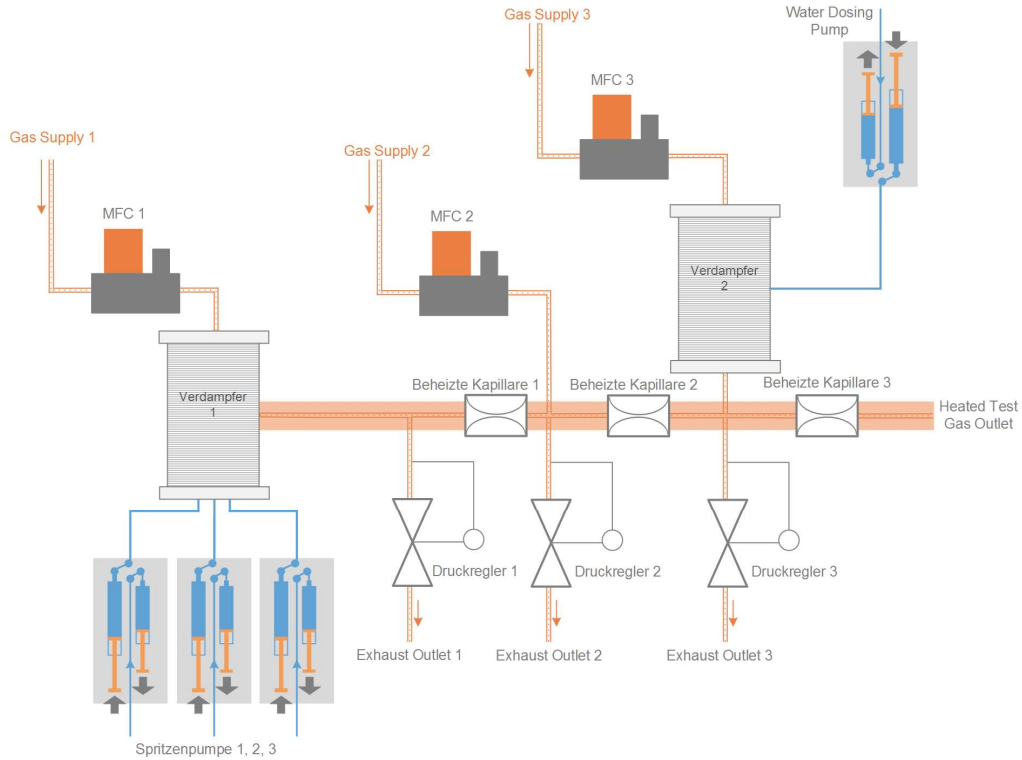 Gas Supply 3
Water Dosing
Pump
MFC 3
Gas Supply 1
Gas Supply 2
MFC 1
MFC 2
Verdampfer
2
Beheizte Kapillare 1
Beheizte Kapillare 2
Beheizte Kapillare 3
Verdampfer
1
Heated Test
Gas Outlet
Druckregler 1
Druckregler 2
Druckregler 3
Exhaust Outlet 1
Exhaust Outlet 2
Exhaust Outlet 3
Spritzenpumpe 1, 2, 3